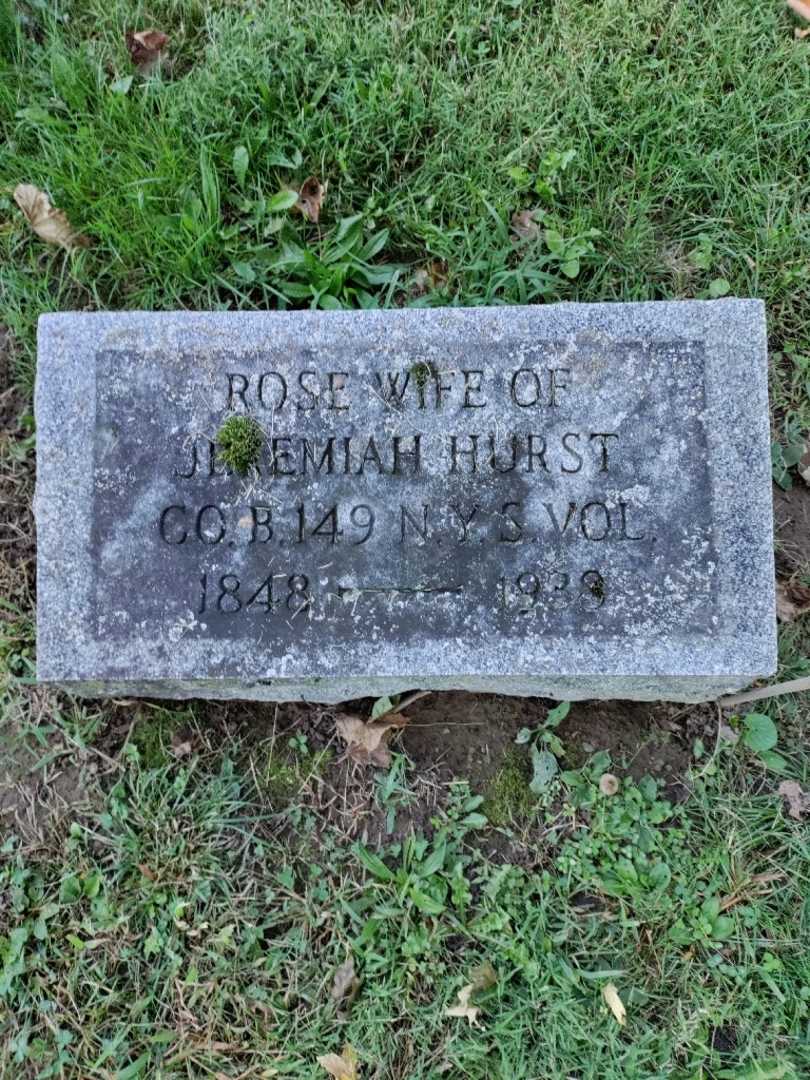 ROSE WIFE OF
JEREMIAH HURST
CO. B. 149 N.Y.S. VOL.
1848 — 1938